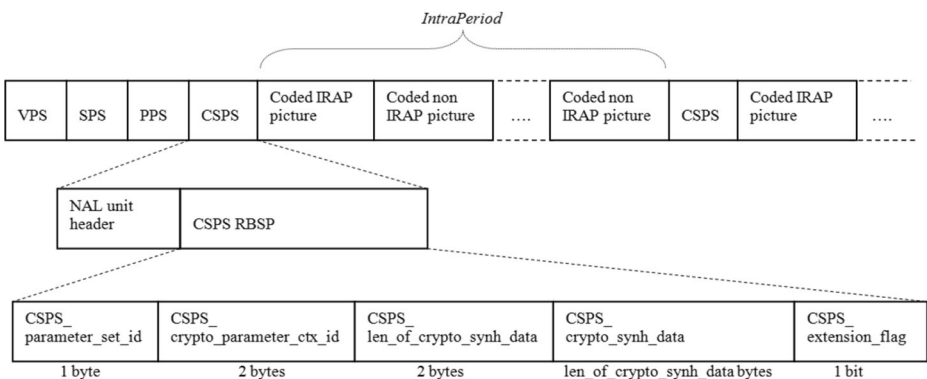 IntraPeriod
VPS
SPS
PPS
CSPS
Coded IRAP
picture
Coded non
IRAP picture
....
Coded non
IRAP picture
CSPS
Coded IRAP
picture
....
NAL unit
header
CSPS RBSP
CSPS_
parameter_set_id
CSPS_
crypto_parameter_ctx_id
CSPS_
len_of_crypto_synh_data
CSPS_
crypto_synh_data
CSPS_
extension_flag
1 byte
2 bytes
2 bytes
len_of_crypto_synh_data bytes
1 bit